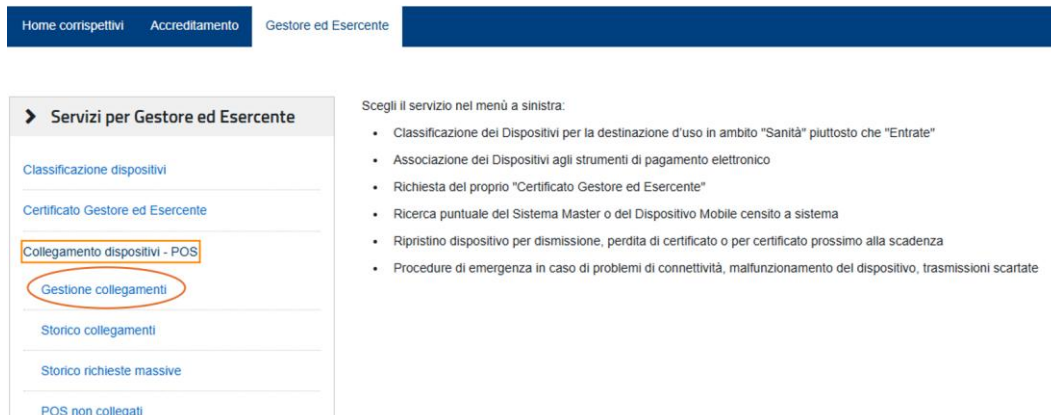 Home corrispettivi Accreditamento Gestore ed Esercente
Servizi per Gestore ed Esercente
Classificazione dispositivi
Certificato Gestore ed Esercente
Collegamento dispositivi - POS
Gestione collegamenti
Storico collegamenti
Storico richieste massive
POS non collegati
Scegli il servizio nel menù a sinistra:
• Classificazione dei Dispositivi per la destinazione d'uso in ambito "Sanità" piuttosto che "Entrate"
• Associazione dei Dispositivi agli strumenti di pagamento elettronico
• Richiesta del proprio "Certificato Gestore ed Esercente"
• Ricerca puntuale del Sistema Master o del Dispositivo Mobile censito a sistema
• Ripristino dispositivo per dismissione, perdita di certificato o per certificato prossimo alla scadenza
• Procedure di emergenza in caso di problemi di connettività, malfunzionamento del dispositivo, trasmissioni scartate